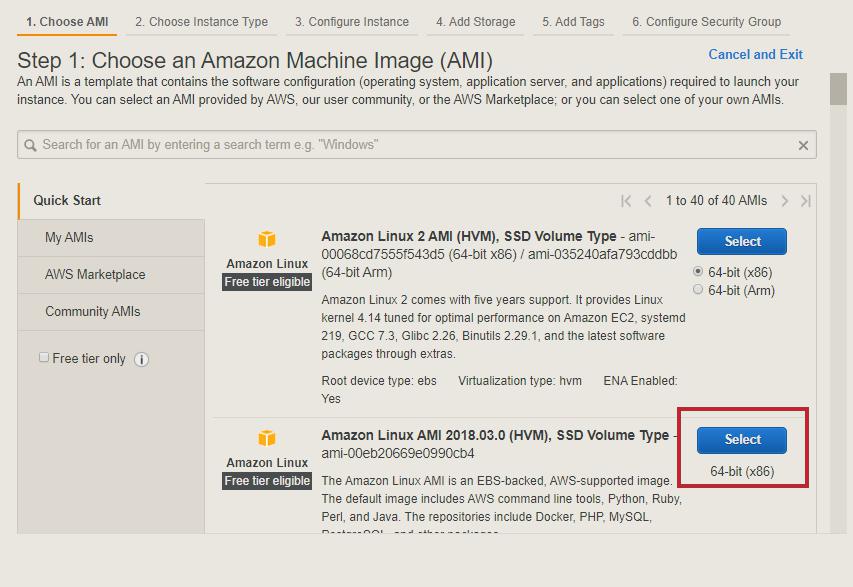 1. Choose AMI 2. Choose Instance Type 3. Configure Instance 4. Add Storage 5. Add Tags 6. Configure Security Group
Step 1: Choose an Amazon Machine Image (AMI)
Cancel and Exit
An AMI is a template that contains the software configuration (operating system, application server, and applications) required to launch your
instance. You can select an AMI provided by AWS, our user community, or the AWS Marketplace; or you can select one of your own AMIs.
Search for an AMI by entering a search term e.g. "Windows"
Quick Start
My AMIs
AWS Marketplace
Community AMIs
Free tier only
1 to 40 of 40 AMIs
Amazon Linux
Free tier eligible
Amazon Linux 2 AMI (HVM), SSD Volume Type - ami-
00068cd7555f543d5 (64-bit x86) / ami-035240afa793cddbb
(64-bit Arm)
Amazon Linux 2 comes with five years support. It provides Linux
kernel 4.14 tuned for optimal performance on Amazon EC2, systemd
219, GCC 7.3, Glibc 2.26, Binutils 2.29.1, and the latest software
packages through extras.
Root device type: ebs Virtualization type: hvm ENA Enabled:
Yes
Select
64-bit (x86)
64-bit (Arm)
Amazon Linux
Free tier eligible
Amazon Linux AMI 2018.03.0 (HVM), SSD Volume Type -
ami-00eb20669e0990cb4
The Amazon Linux AMI is an EBS-backed, AWS-supported image.
The default image includes AWS command line tools, Python, Ruby,
Perl, and Java. The repositories include Docker, PHP, MySQL,
PostgreSQL, and other packages.
Select
64-bit (x86)